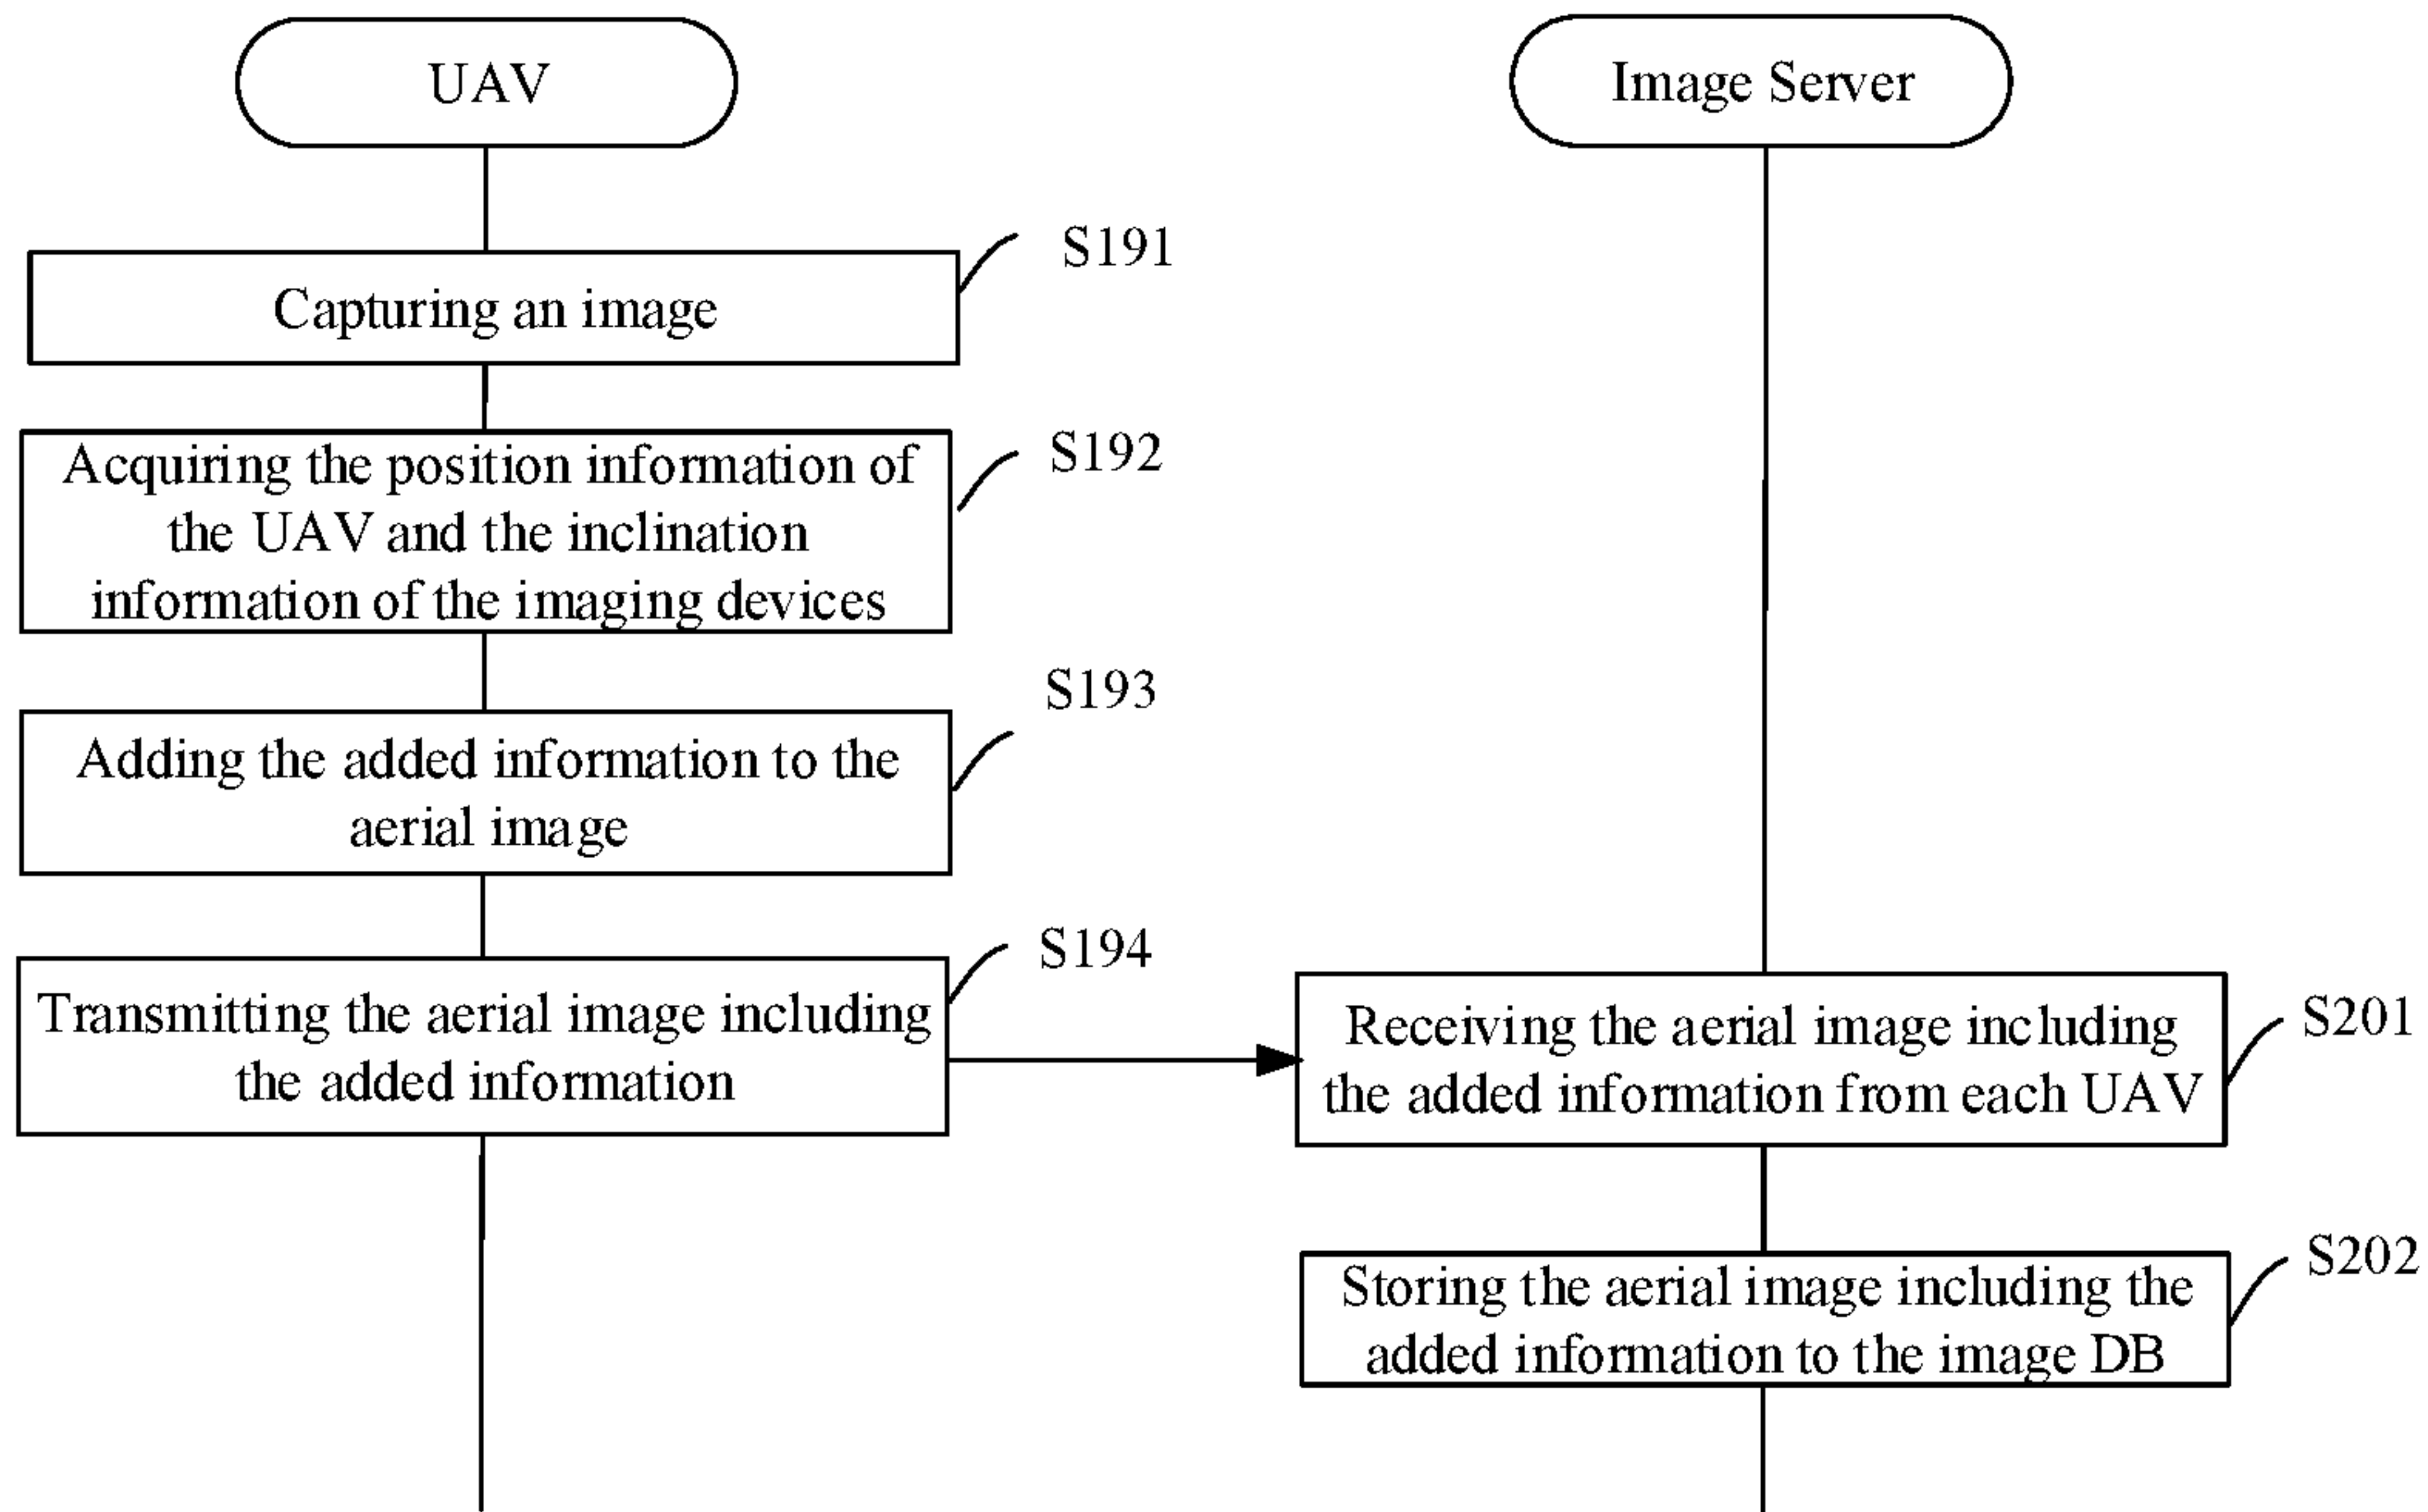 UAV
Image Server
S191
Capturing an image
S192
Acquiring the position information of
the UAV and the inclination
information of the imaging devices
S193
Adding the added information to the
aerial image
S194
Transmitting the aerial image including
the added information
S201
Receiving the aerial image including
the added information from each UAV
S202
Storing the aerial image including the
added information to the image DB